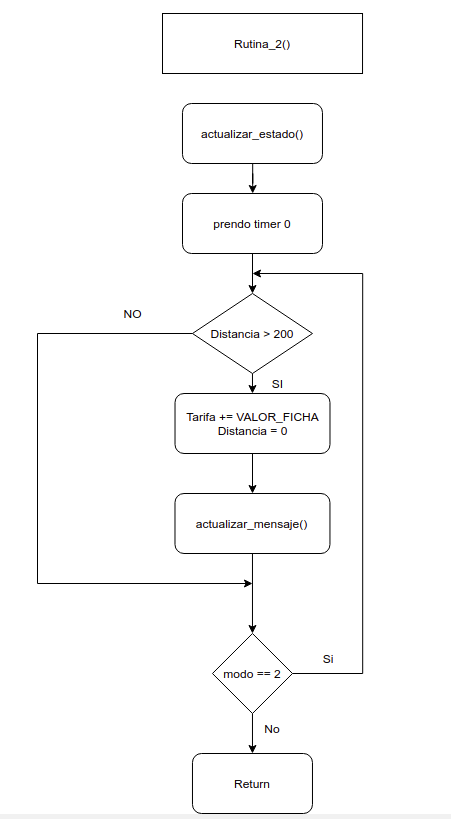 Rutina_2()
actualizar_estado()
prendo timer 0
NO
Distancia > 200
SI
Tarifa += VALOR_FICHA
Distancia = 0
actualizar_mensaje()
Si
modo == 2
No
Return